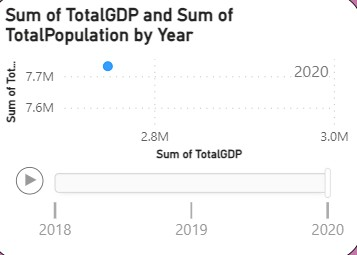 Sum of TotalGDP and Sum of
TotalPopulation by Year
Sum of Tot...
2020
7.7M
7.6M
2.8M
3.0M
Sum of TotalGDP
2018
2019
2020